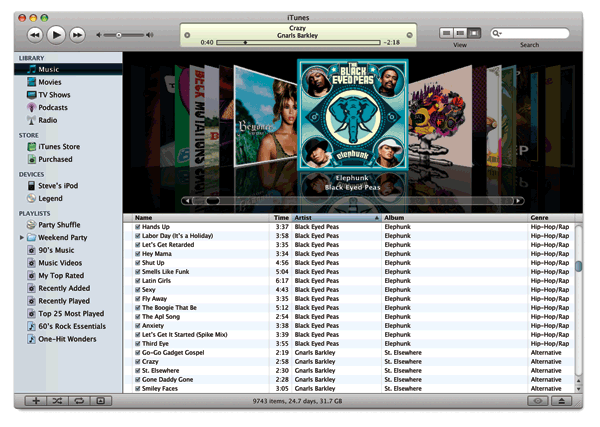 iTunes
Crazy
Gnarls Barkley
0:40 -2:18
View Search
LIBRARY
Music
Movies
TV Shows
Podcasts
Radio
STORE
iTunes Store
Purchased
DEVICES
Steve's iPod
Legend
PLAYLISTS
Party Shuffle
Weekend Party
90's Music
Music Videos
My Top Rated
Recently Added
Recently Played
Top 25 Most Played
60's Rock Essentials
One-Hit Wonders
Beyonce
THE BLACK EYED PEAS
elephunk
Elephunk
Black Eyed Peas
Name Time Artist Album Genre
Hands Up 3:37 Black Eyed Peas Elephunk Hip-Hop/Rap
Labor Day (It's a Holiday) 3:58 Black Eyed Peas Elephunk Hip-Hop/Rap
Let's Get Retarded 3:35 Black Eyed Peas Elephunk Hip-Hop/Rap
Hey Mama 3:34 Black Eyed Peas Elephunk Hip-Hop/Rap
Shut Up 4:56 Black Eyed Peas Elephunk Hip-Hop/Rap
Smells Like Funk 5:04 Black Eyed Peas Elephunk Hip-Hop/Rap
Latin Girls 6:17 Black Eyed Peas Elephunk Hip-Hop/Rap
Sexy 4:43 Black Eyed Peas Elephunk Hip-Hop/Rap
Fly Away 3:35 Black Eyed Peas Elephunk Hip-Hop/Rap
The Boogie That Be 5:12 Black Eyed Peas Elephunk Hip-Hop/Rap
The Apl Song 2:54 Black Eyed Peas Elephunk Hip-Hop/Rap
Anxiety 3:38 Black Eyed Peas Elephunk Hip-Hop/Rap
Let's Get It Started (Spike Mix) 3:39 Black Eyed Peas Elephunk Hip-Hop/Rap
Third Eye 3:55 Black Eyed Peas Elephunk Hip-Hop/Rap
Go-Go Gadget Gospel 2:19 Gnarls Barkley St. Elsewhere Alternative
Crazy 2:58 Gnarls Barkley St. Elsewhere Alternative
St. Elsewhere 2:30 Gnarls Barkley St. Elsewhere Alternative
Gone Daddy Gone 2:28 Gnarls Barkley St. Elsewhere Alternative
Smiley Faces 3:05 Gnarls Barkley St. Elsewhere Alternative
9743 items, 24.7 days, 31.7 GB